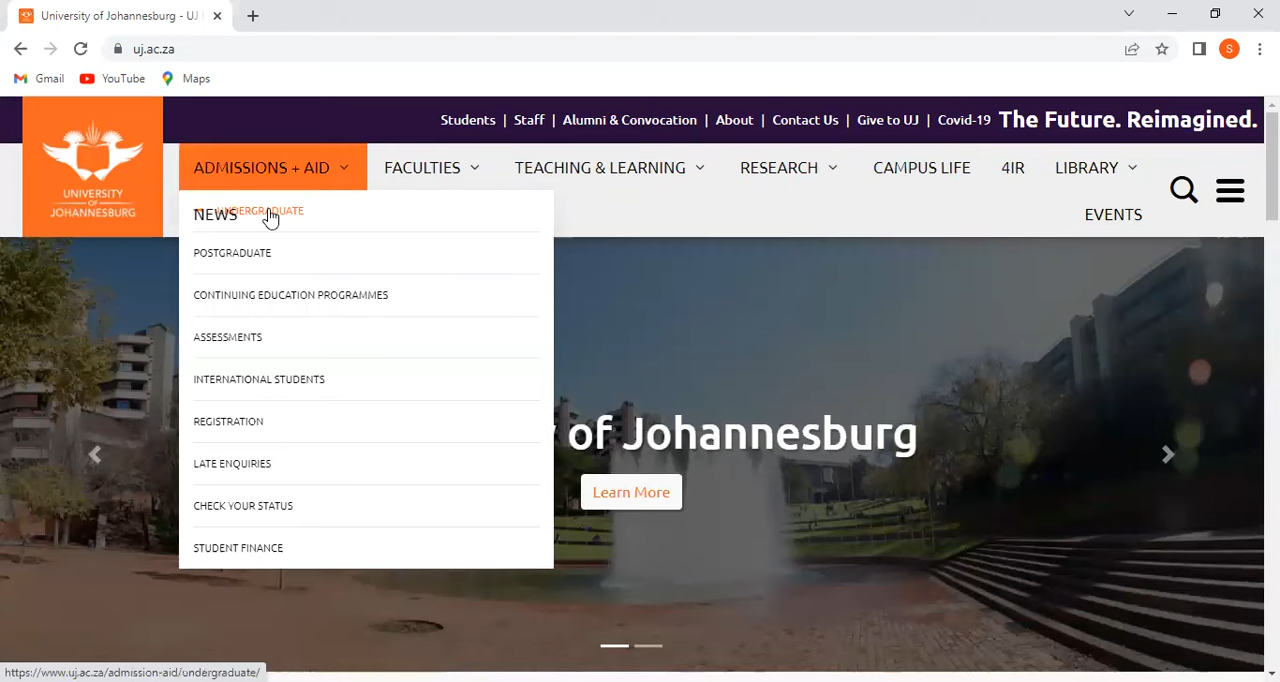 University of Johannesburg - UJ
uj.ac.za
S
Gmail YouTube Maps
Students | Staff | Alumni & Convocation | About | Contact Us | Give to UJ | Covid-19 The Future. Reimagined.
UNIVERSITY
OF
JOHANNESBURG
ADMISSIONS + AID FACULTIES TEACHING & LEARNING RESEARCH CAMPUS LIFE 4IR LIBRARY
NEWS UNDERGRADUATE EVENTS
POSTGRADUATE
CONTINUING EDUCATION PROGRAMMES
ASSESSMENTS
INTERNATIONAL STUDENTS
REGISTRATION
LATE ENQUIRIES
CHECK YOUR STATUS
STUDENT FINANCE
of Johannesburg
Learn More
https://www.uj.ac.za/admission-aid/undergraduate/